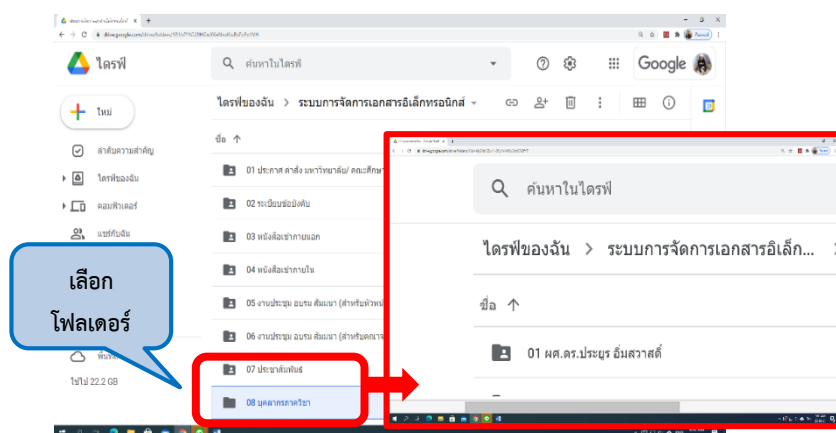 ไดรฟ์
ค้นหาในไดรฟ์
Google
ใหม่
ไดรฟ์ของฉัน > ระบบการจัดการเอกสารอิเล็กทรอนิกส์
ชื่อ ↑
ลำดับความสำคัญ
ไดรฟ์ของฉัน
คอมพิวเตอร์
แชร์กับฉัน
01 ประกาศ คำสั่ง มหาวิทยาลัย/ คณะศึกษา
02 ระเบียบข้อบังคับ
03 หนังสือเข้าภายนอก
04 หนังสือเข้าภายใน
05 งานประชุม อบรม สัมมนา (สำหรับหัวหน้
06 งานประชุม อบรม สัมมนา (สำหรับคณาจ
07 ประชาสัมพันธ์
08 บุคลากรภาควิชา
ใช้ไป 22.2 GB
เลือก
โฟลเดอร์
ค้นหาในไดรฟ์
ไดรฟ์ของฉัน > ระบบการจัดการเอกสารอิเล็ก...
ชื่อ ↑
01 ผศ.ดร.ประยูร อิ่มสวาสดิ์